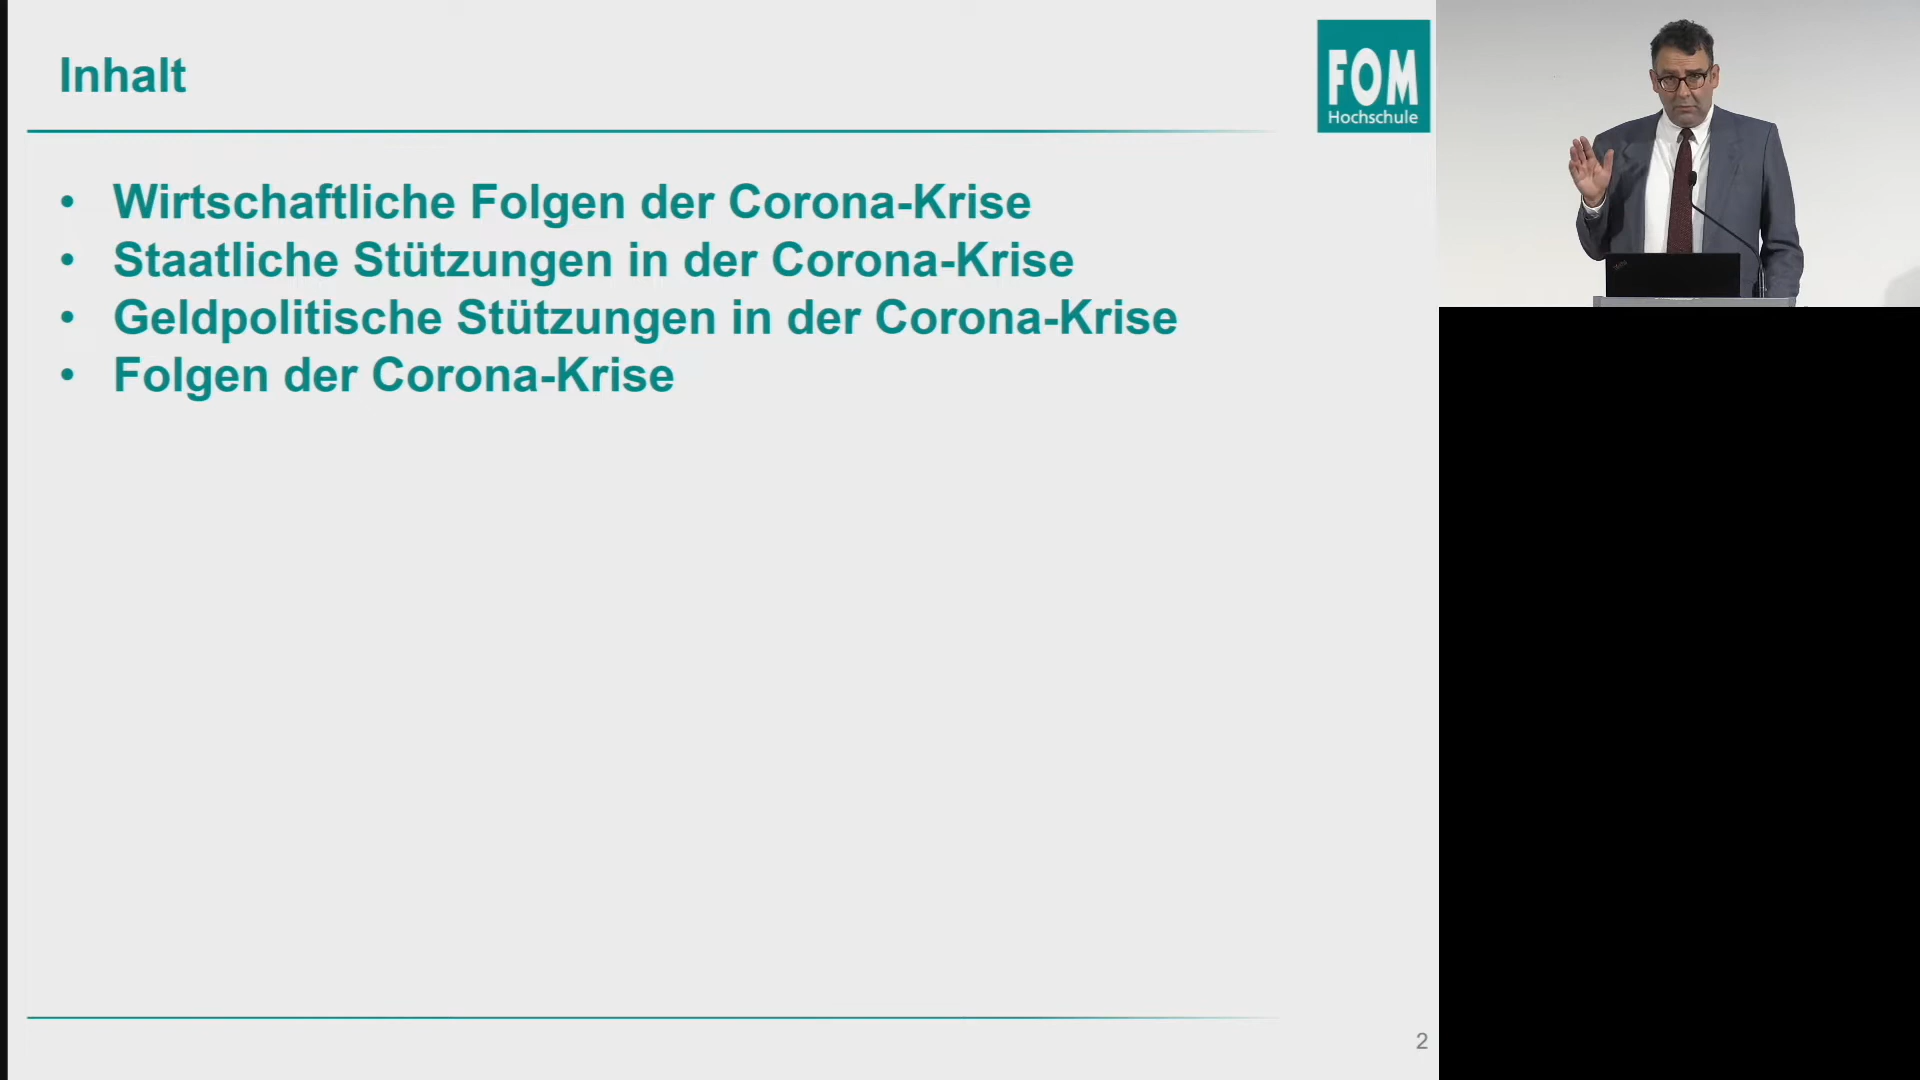 Inhalt
FOM
Hochschule
• Wirtschaftliche Folgen der Corona-Krise
• Staatliche Stützungen in der Corona-Krise
• Geldpolitische Stützungen in der Corona-Krise
• Folgen der Corona-Krise
2